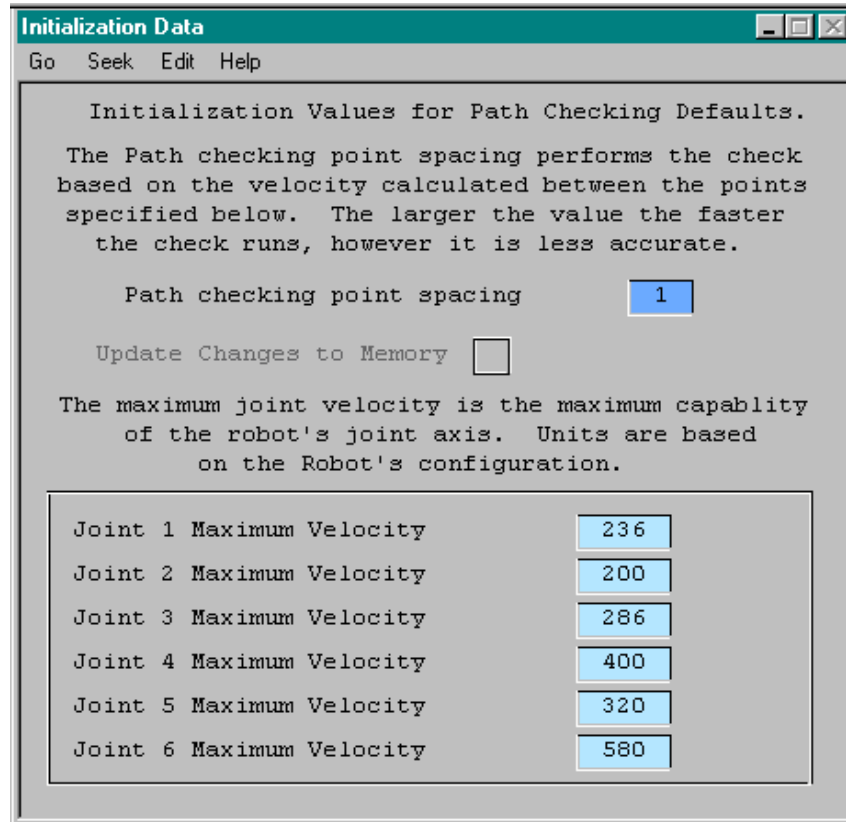 Initialization Data
Go Seek Edit Help
Initialization Values for Path Checking Defaults.
The Path checking point spacing performs the check
based on the velocity calculated between the points
specified below. The larger the value the faster
the check runs, however it is less accurate.
Path checking point spacing 1
Update Changes to Memory
The maximum joint velocity is the maximum capablity
of the robot's joint axis. Units are based
on the Robot's configuration.
Joint 1 Maximum Velocity 236
Joint 2 Maximum Velocity 200
Joint 3 Maximum Velocity 286
Joint 4 Maximum Velocity 400
Joint 5 Maximum Velocity 320
Joint 6 Maximum Velocity 580